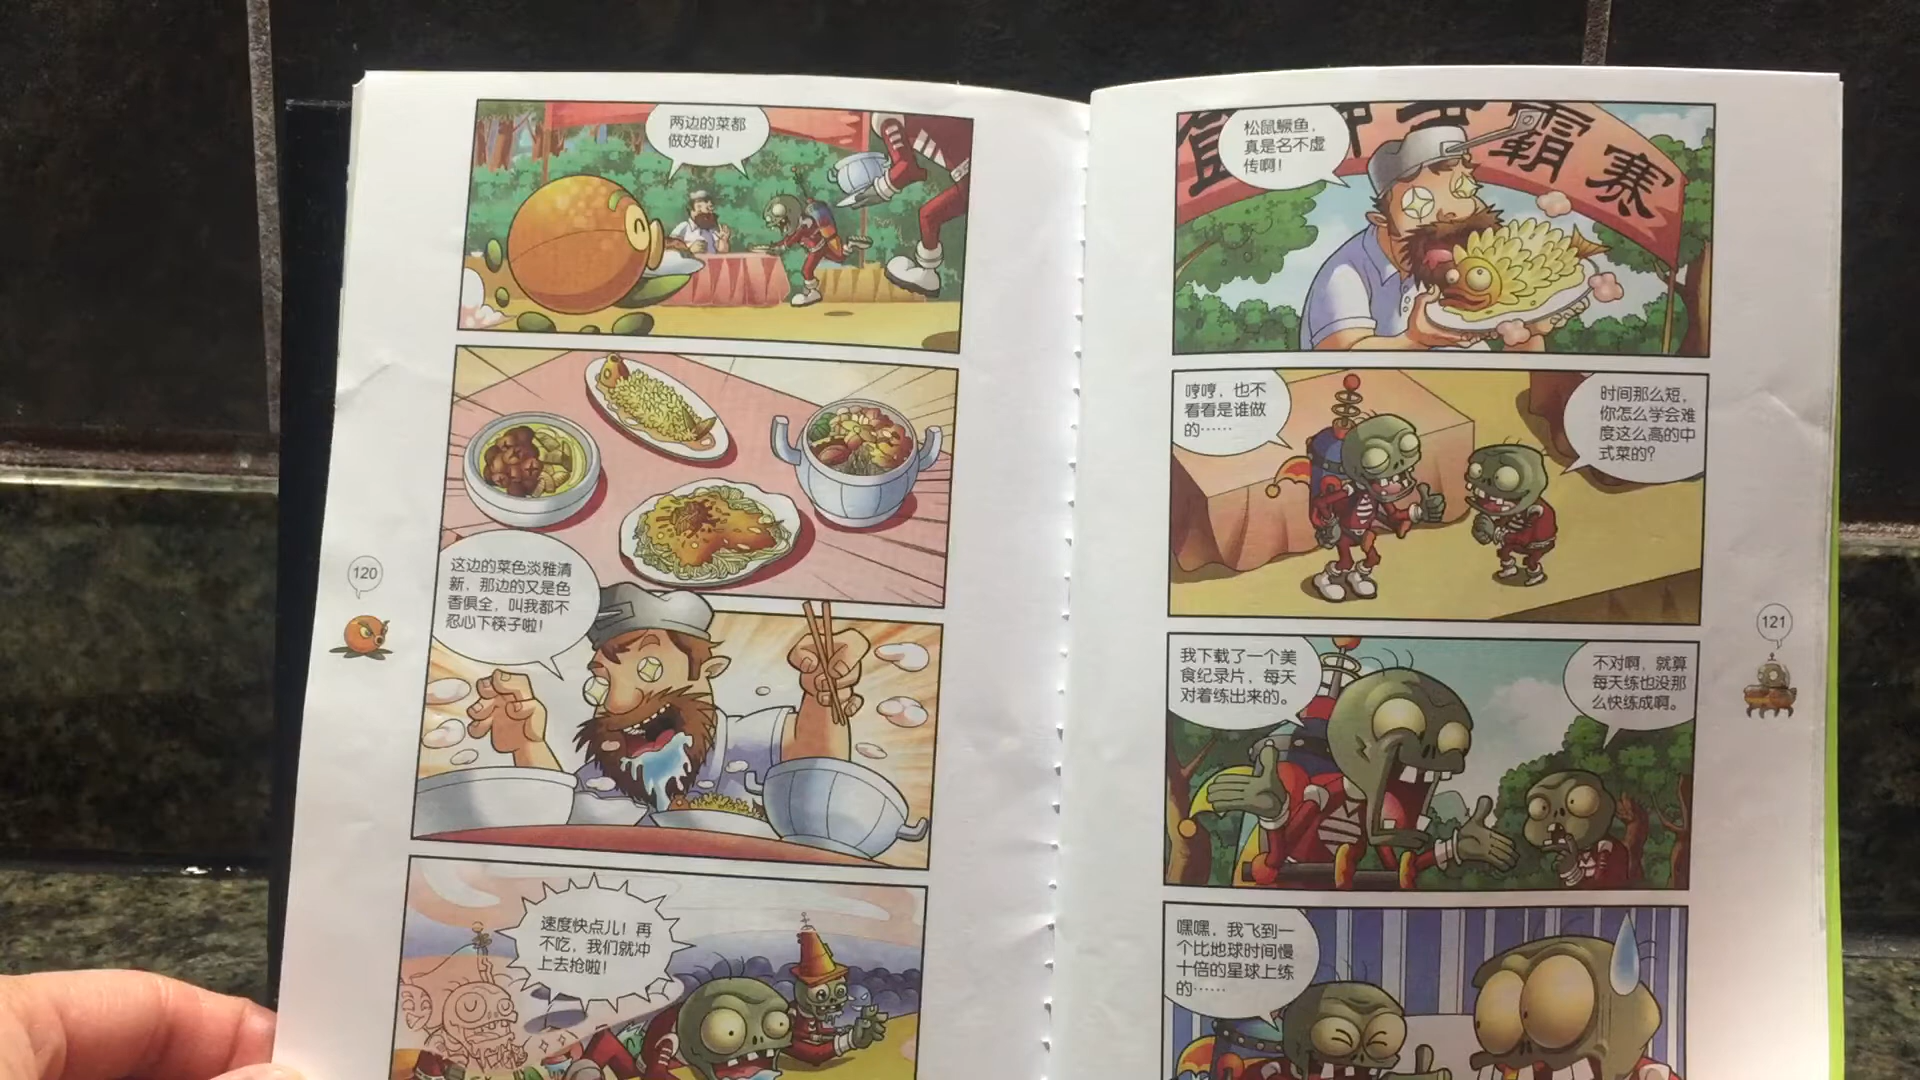 两边的菜都
做好啦！
这边的菜色淡雅清
新，那边的又是色
香俱全，叫我都不
忍心下筷子啦！
速度快点儿！再
不吃，我们就冲
上去抢啦！
120
松鼠鳜鱼，
真是名不虚
传啊！
霸赛
哼哼，也不
看看是谁做
的……
时间那么短，
你怎么学会难
度这么高的中
式菜的？
我下载了一个美
食纪录片，每天
对着练出来的。
不对啊，就算
每天练也没那
么快练成啊。
嘿嘿，我飞到一
个比地球时间慢
十倍的星球上练
的……
121